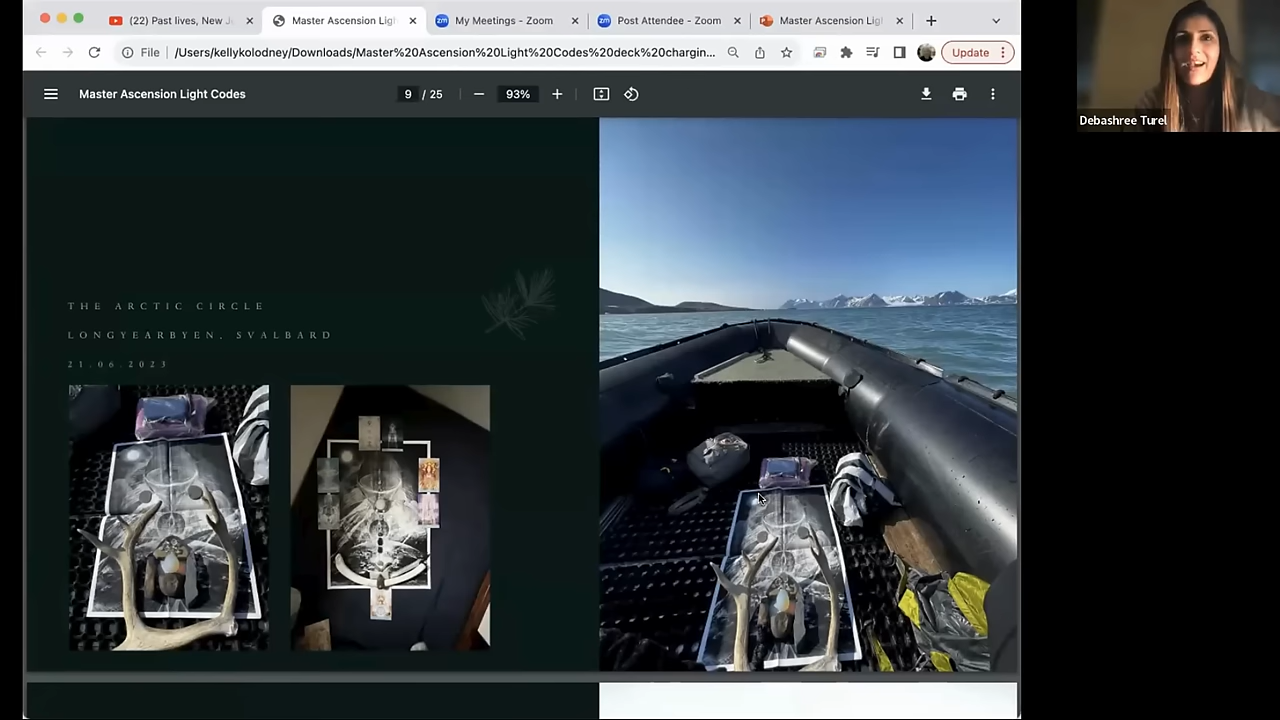 (22) Past lives, New J
Master Ascension Ligh
My Meetings - Zoom
Post Attendee - Zoom
Master Ascension Lig
File
/Users/kellykolodney/Downloads/Master%20Ascension%20Light%20Codes%20deck%20chargin...
Update
Master Ascension Light Codes
9 / 25
93%
Debashree Turel
THE ARCTIC CIRCLE
LONGYEARBYEN, SVALBARD
21.06.2023